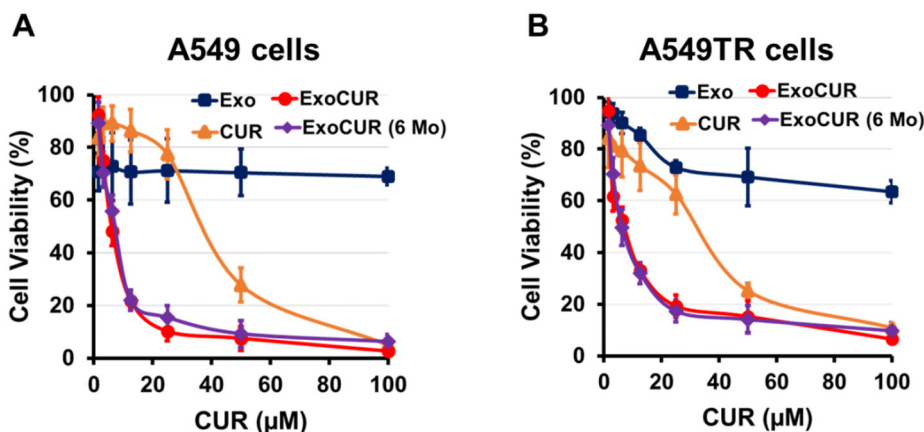 A
A549 cells
Exo
ExoCUR
CUR
ExoCUR (6 Mo)
Cell Viability (%)
100
80
60
40
20
0
0 20 40 60 80 100
CUR (µM)
B
A549TR cells
Exo
ExoCUR
CUR
ExoCUR (6 Mo)
Cell Viability (%)
100
80
60
40
20
0
0 20 40 60 80 100
CUR (µM)